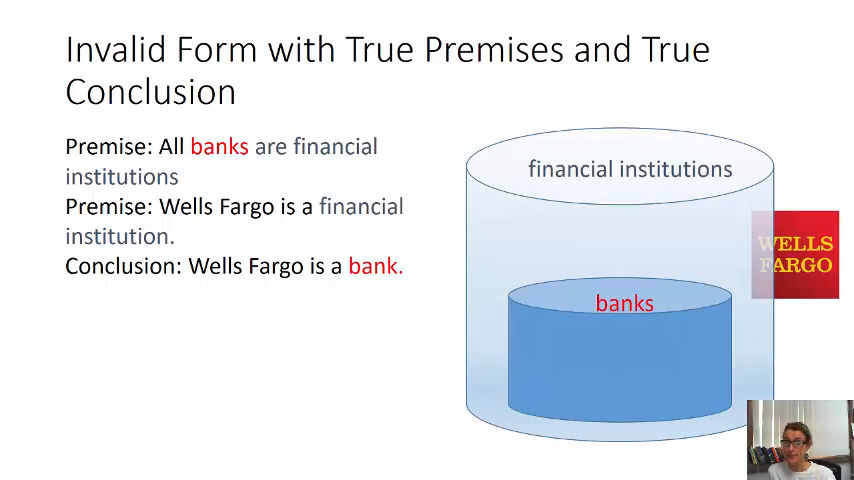 Invalid Form with True Premises and True
Conclusion
Premise: All banks are financial
institutions
Premise: Wells Fargo is a financial
institution.
Conclusion: Wells Fargo is a bank.
financial institutions
WELLS
FARGO
banks